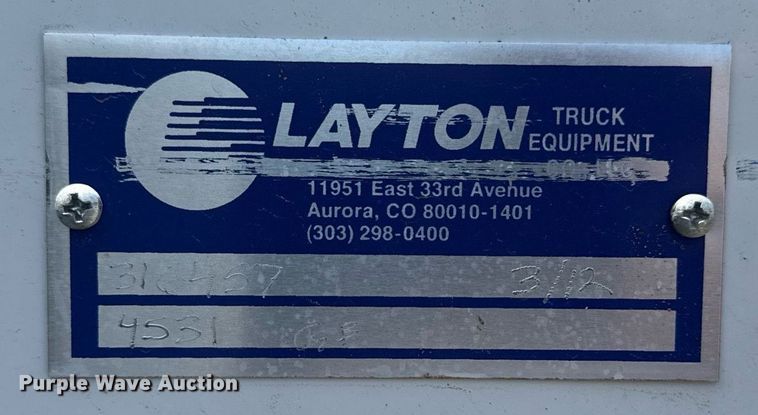 LAYTON TRUCK EQUIPMENT
11951 East 33rd Avenue
Aurora, CO 80010-1401
(303) 298-0400
3/12
4531
Purple Wave Auction